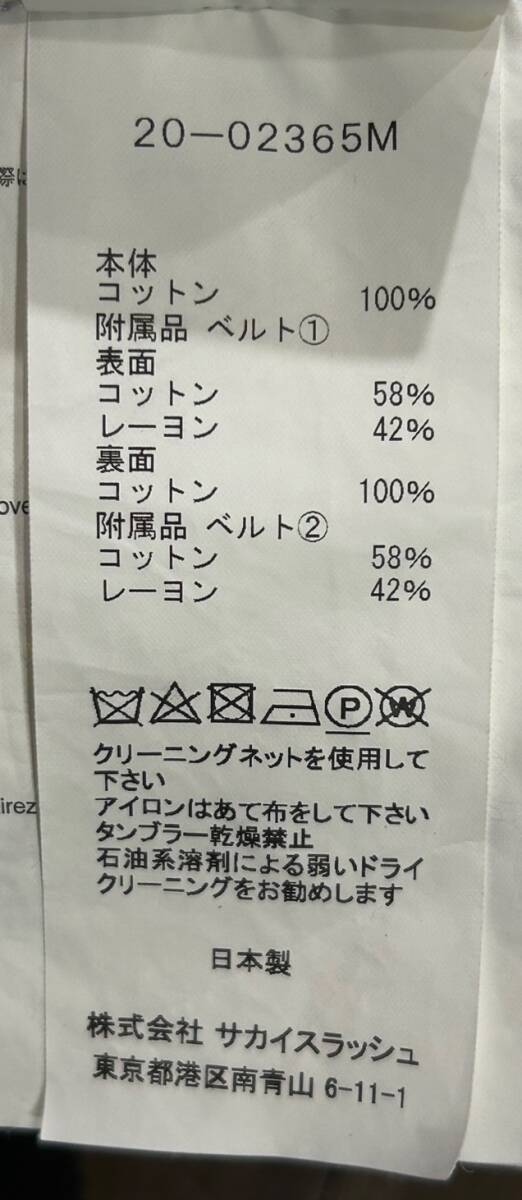 20-02365M
本体
コットン 100%
附属品 ベルト①
表面
コットン 58%
レーヨン 42%
裏面
コットン 100%
附属品 ベルト②
コットン 58%
レーヨン 42%
P W
クリーニングネットを使用して
下さい
アイロンはあて布をして下さい
タンブラー乾燥禁止
石油系溶剤による弱いドライ
クリーニングをお勧めします
日本製
株式会社 サカイスラッシュ
東京都港区南青山 6-11-1
際は
ove
irez